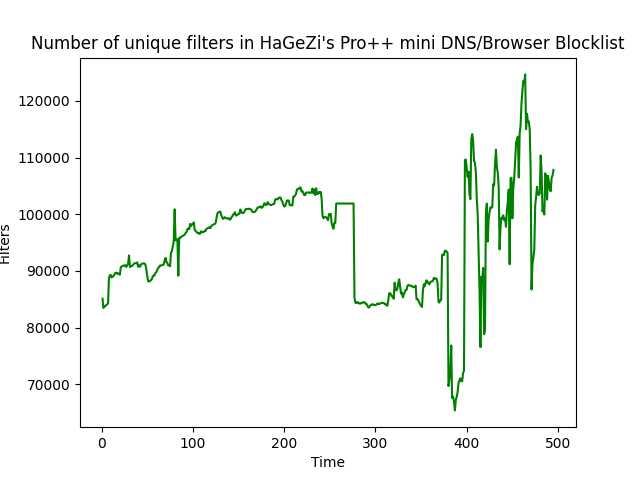 Number of unique filters in HaGeZi's Pro++ mini DNS/Browser Blocklist
120000
110000
100000
90000
80000
70000
Filters
0 100 200 300 400 500
Time